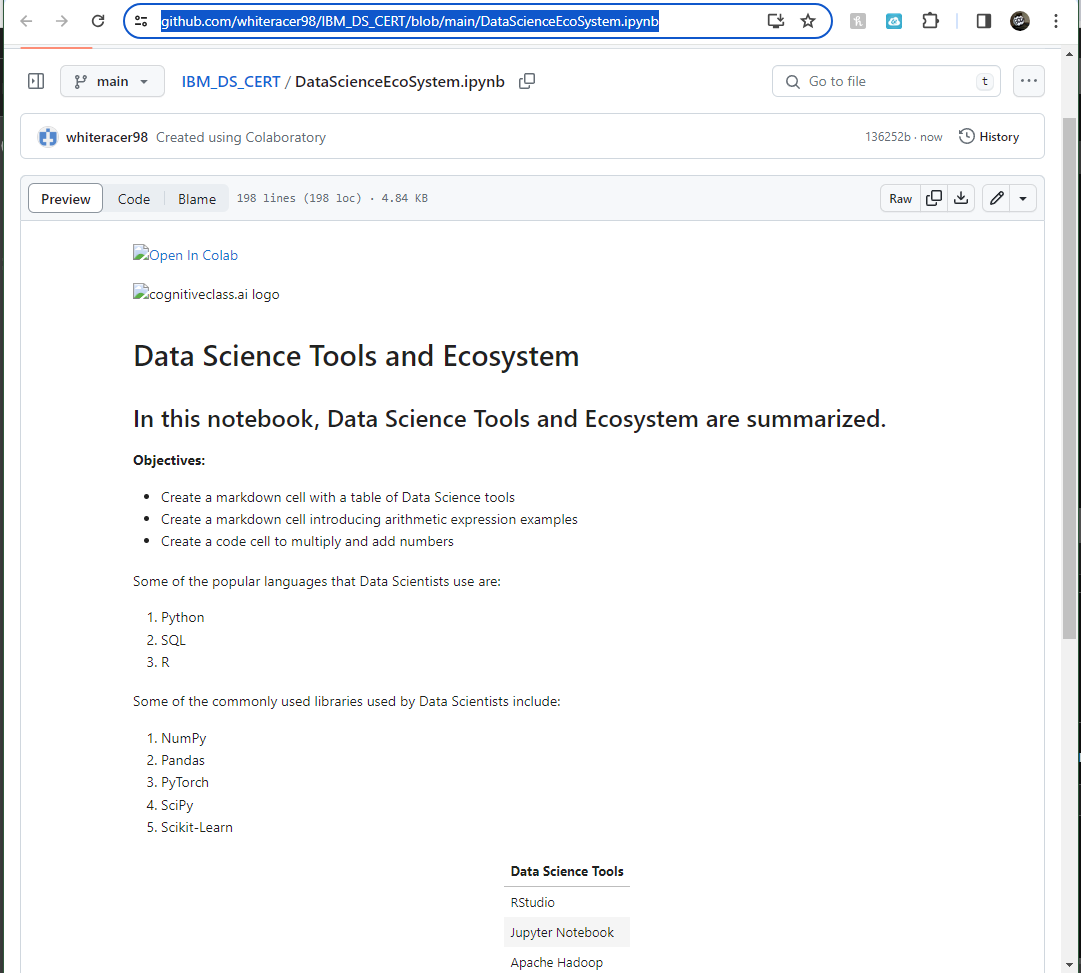 github.com/whiteracer98/IBM_DS_CERT/blob/main/DataScienceEcoSystem.ipynb
main
IBM_DS_CERT / DataScienceEcoSystem.ipynb
Go to file
t
whiteracer98 Created using Colaboratory
136252b · now
History
Preview
Code
Blame
198 lines (198 loc) · 4.84 KB
Raw
Open In Colab
cognitiveclass.ai logo
Data Science Tools and Ecosystem
In this notebook, Data Science Tools and Ecosystem are summarized.
Objectives:
• Create a markdown cell with a table of Data Science tools
• Create a markdown cell introducing arithmetic expression examples
• Create a code cell to multiply and add numbers
Some of the popular languages that Data Scientists use are:
1. Python
2. SQL
3. R
Some of the commonly used libraries used by Data Scientists include:
1. NumPy
2. Pandas
3. PyTorch
4. SciPy
5. Scikit-Learn
Data Science Tools
RStudio
Jupyter Notebook
Apache Hadoop